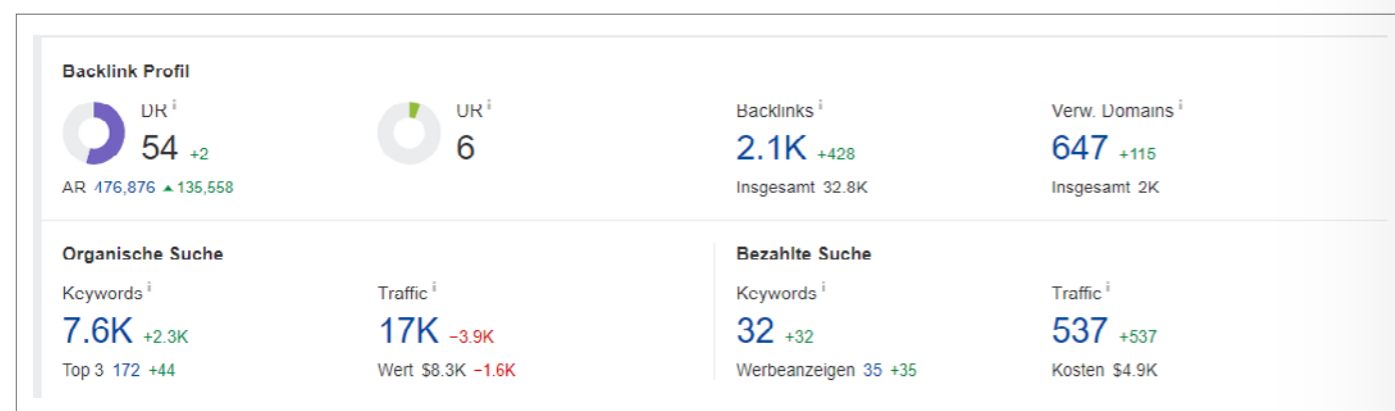 Backlink Profil
DR i UR i Backlinks i Verw. Domains i
54 +2 6 2.1K +428 647 +115
AR 476,876 ▲ 135,558 Insgesamt 32.8K Insgesamt 2K
Organische Suche Bezahlte Suche
Keywords i Traffic i Keywords i Traffic i
7.6K +2.3K 17K −3.9K 32 +32 537 +537
Top 3 172 +44 Wert $8.3K −1.6K Werbeanzeigen 35 +35 Kosten $4.9K